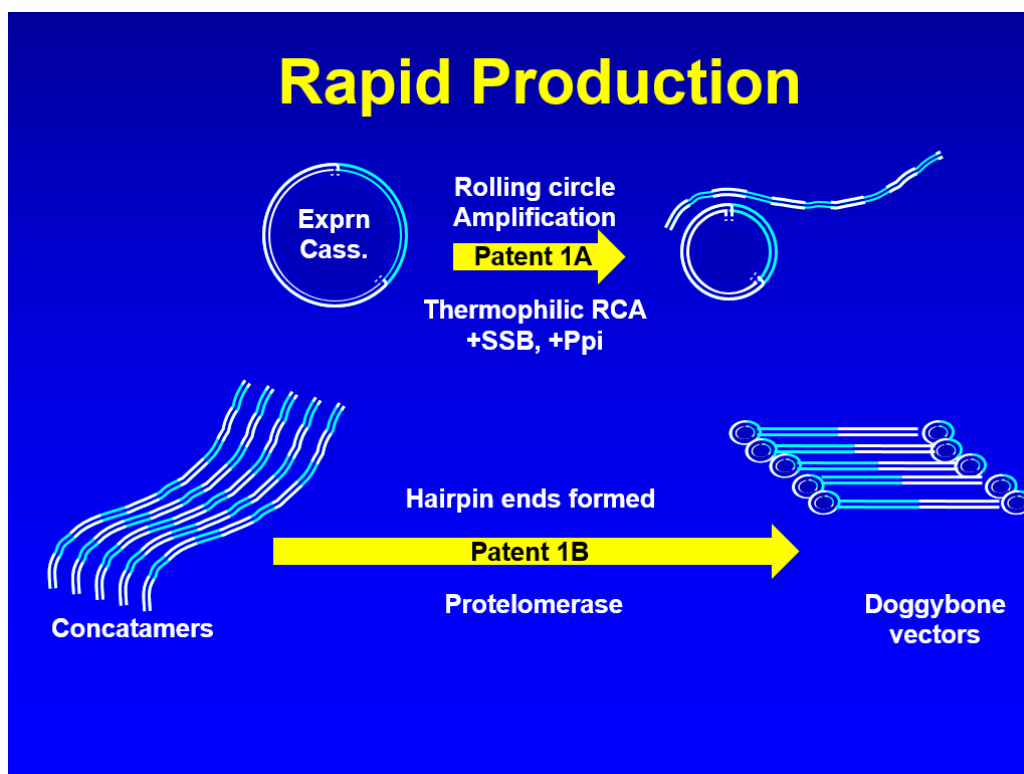 Rapid Production
Exprn
Cass.
Rolling circle
Amplification
Patent 1A
Thermophilic RCA
+SSB, +Ppi
Hairpin ends formed
Patent 1B
Protelomerase
Concatamers
Doggybone
vectors